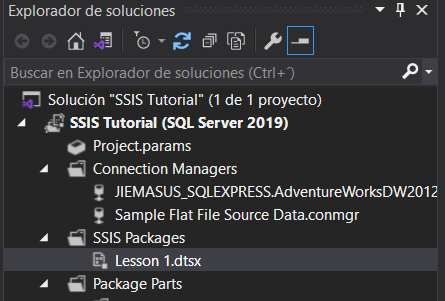 Explorador de soluciones
Buscar en Explorador de soluciones (Ctrl+´)
Solución "SSIS Tutorial" (1 de 1 proyecto)
SSIS Tutorial (SQL Server 2019)
Project.params
Connection Managers
JIEMASUS_SQLEXPRESS.AdventureWorksDW2012
Sample Flat File Source Data.conmgr
SSIS Packages
Lesson 1.dtsx
Package Parts